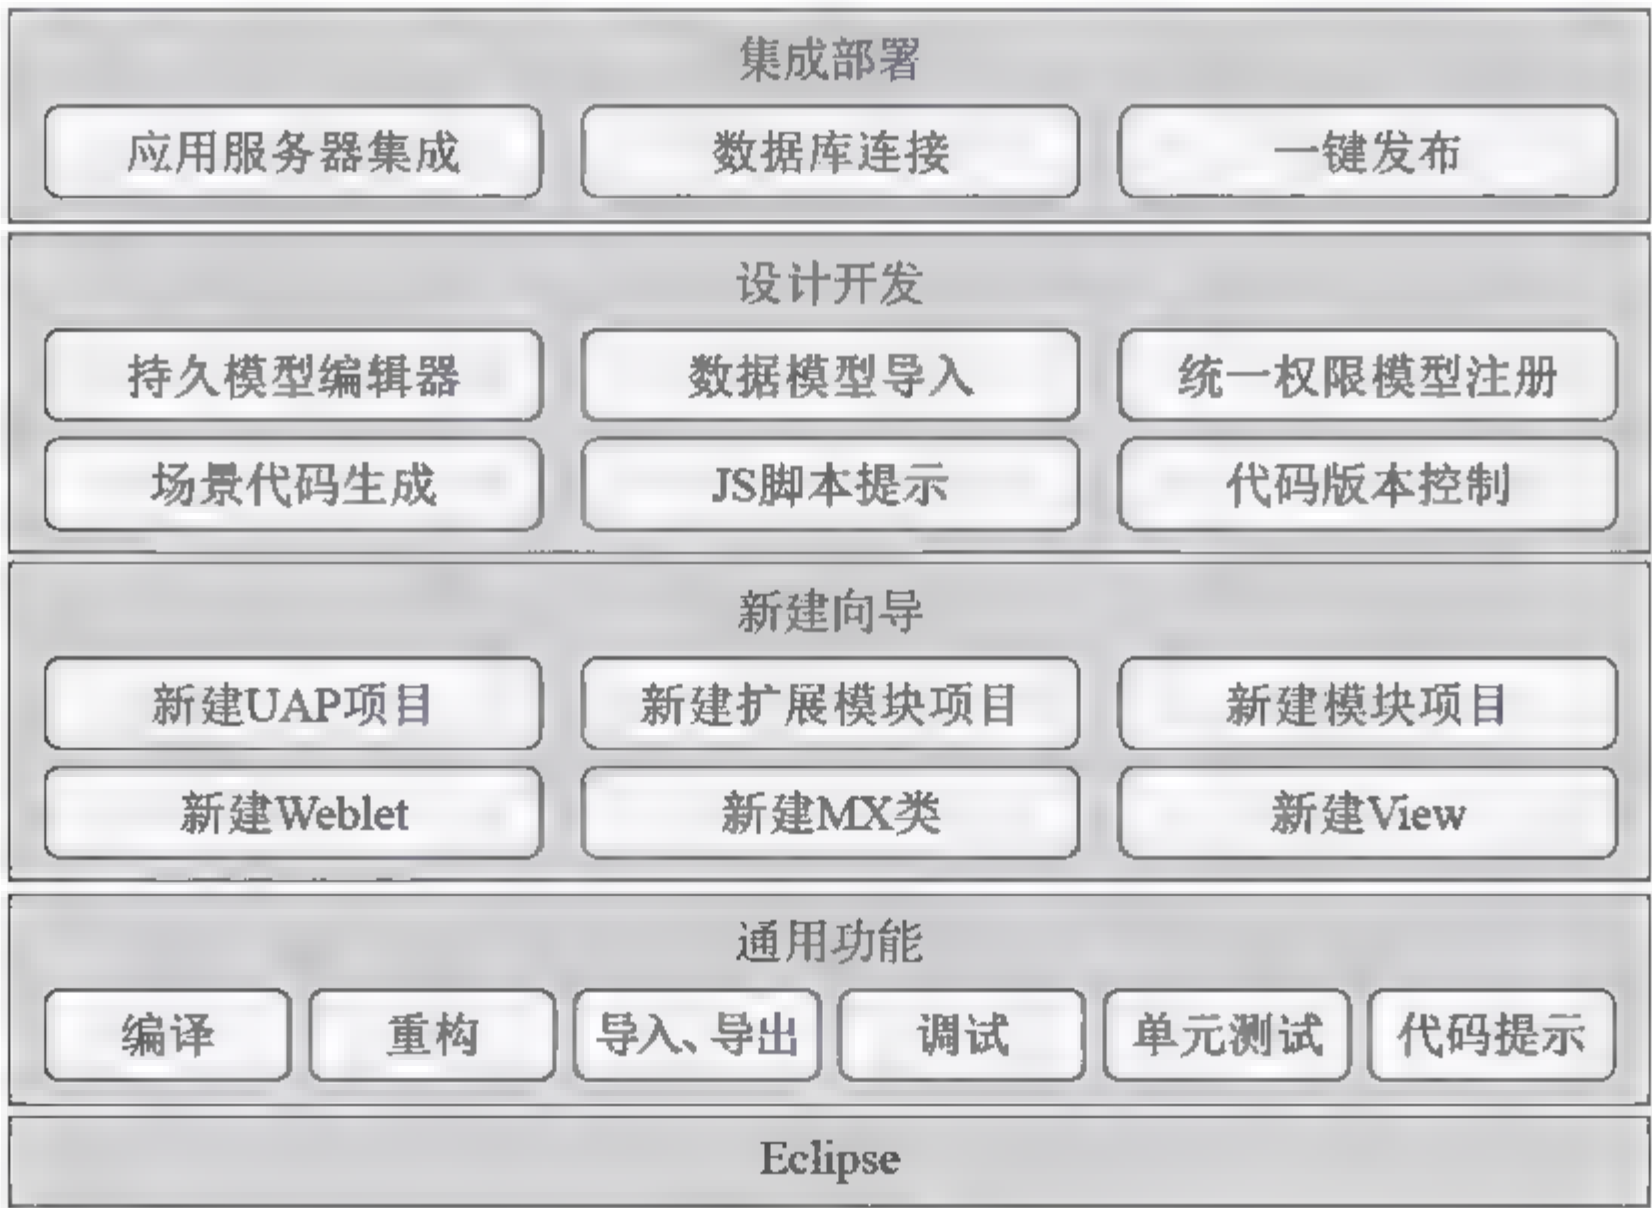 集成部署
应用服务器集成 数据库连接 一键发布
设计开发
持久模型编辑器 数据模型导入 统一权限模型注册
场景代码生成 JS脚本提示 代码版本控制
新建向导
新建UAP项目 新建扩展模块项目 新建模块项目
新建Weblet 新建MX类 新建View
通用功能
编译 重构 导入、导出 调试 单元测试 代码提示
Eclipse